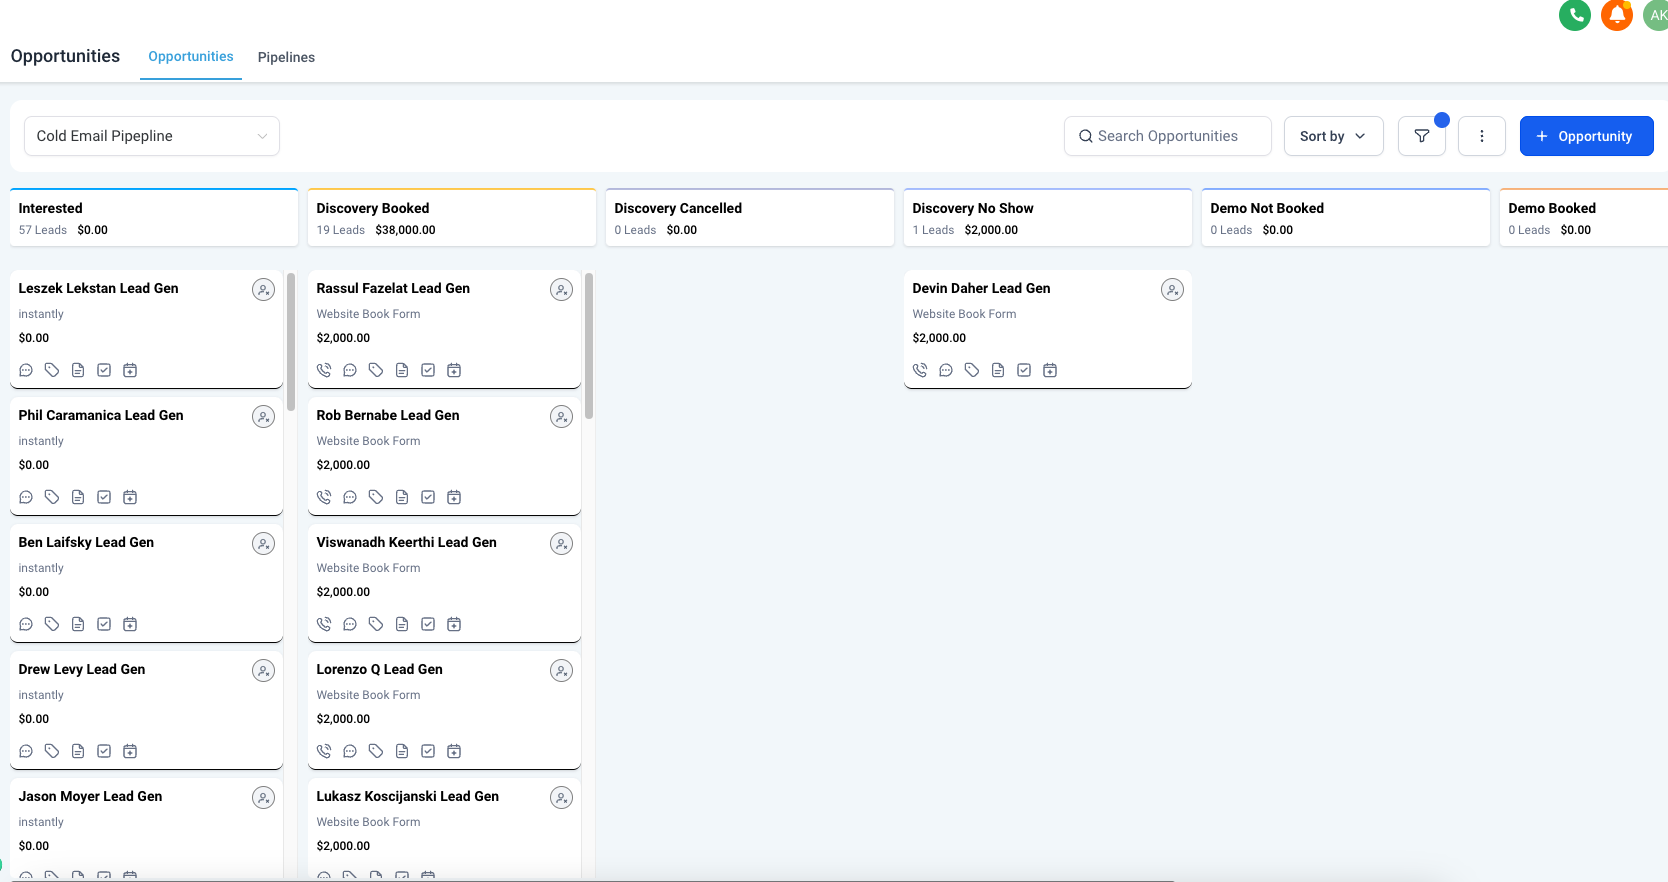 AK
Opportunities
Opportunities
Pipelines
Cold Email Pipepline
Search Opportunities
Sort by
+ Opportunity
Interested
57 Leads $0.00
Discovery Booked
19 Leads $38,000.00
Discovery Cancelled
0 Leads $0.00
Discovery No Show
1 Leads $2,000.00
Demo Not Booked
0 Leads $0.00
Demo Booked
0 Leads $0.00
Leszek Lekstan Lead Gen
instantly
$0.00
Phil Caramanica Lead Gen
instantly
$0.00
Ben Laifsky Lead Gen
instantly
$0.00
Drew Levy Lead Gen
instantly
$0.00
Jason Moyer Lead Gen
instantly
$0.00
Rassul Fazelat Lead Gen
Website Book Form
$2,000.00
Rob Bernabe Lead Gen
Website Book Form
$2,000.00
Viswanadh Keerthi Lead Gen
Website Book Form
$2,000.00
Lorenzo Q Lead Gen
Website Book Form
$2,000.00
Lukasz Koscijanski Lead Gen
Website Book Form
$2,000.00
Devin Daher Lead Gen
Website Book Form
$2,000.00